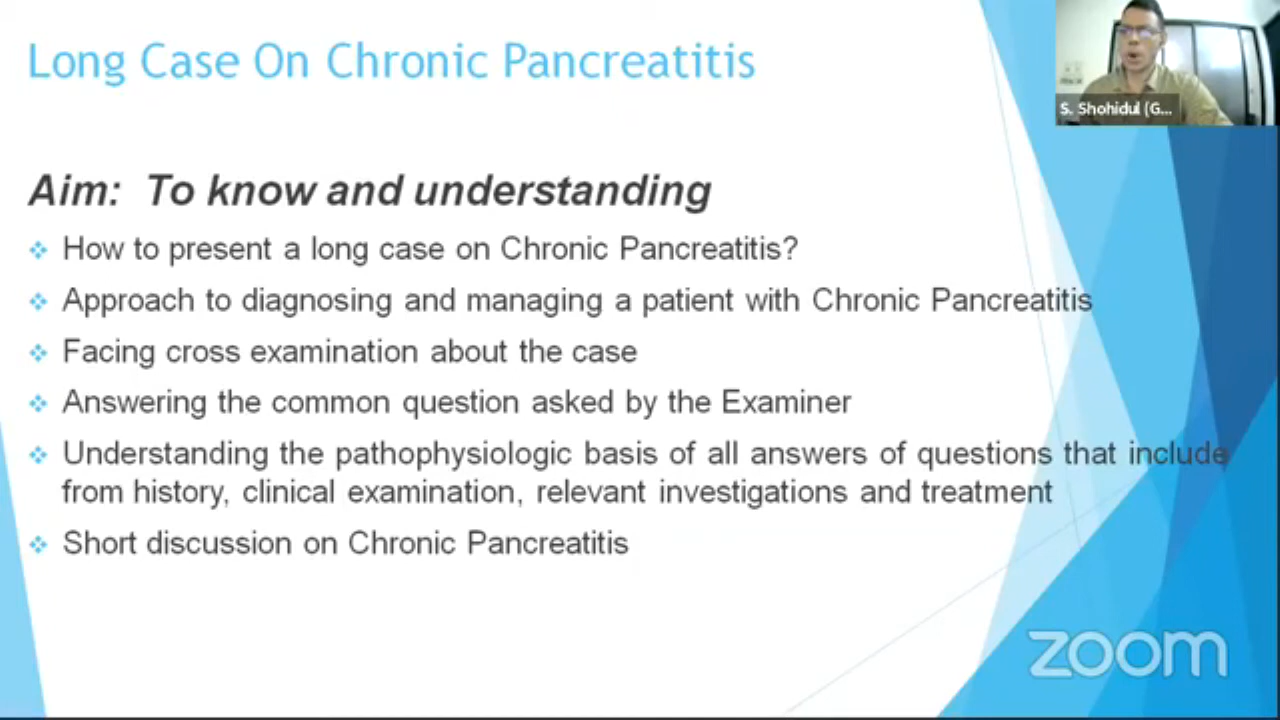 Long Case On Chronic Pancreatitis
S. Shohidul (G...
Aim: To know and understanding
How to present a long case on Chronic Pancreatitis?
Approach to diagnosing and managing a patient with Chronic Pancreatitis
Facing cross examination about the case
Answering the common question asked by the Examiner
Understanding the pathophysiologic basis of all answers of questions that include
from history, clinical examination, relevant investigations and treatment
Short discussion on Chronic Pancreatitis
zoom